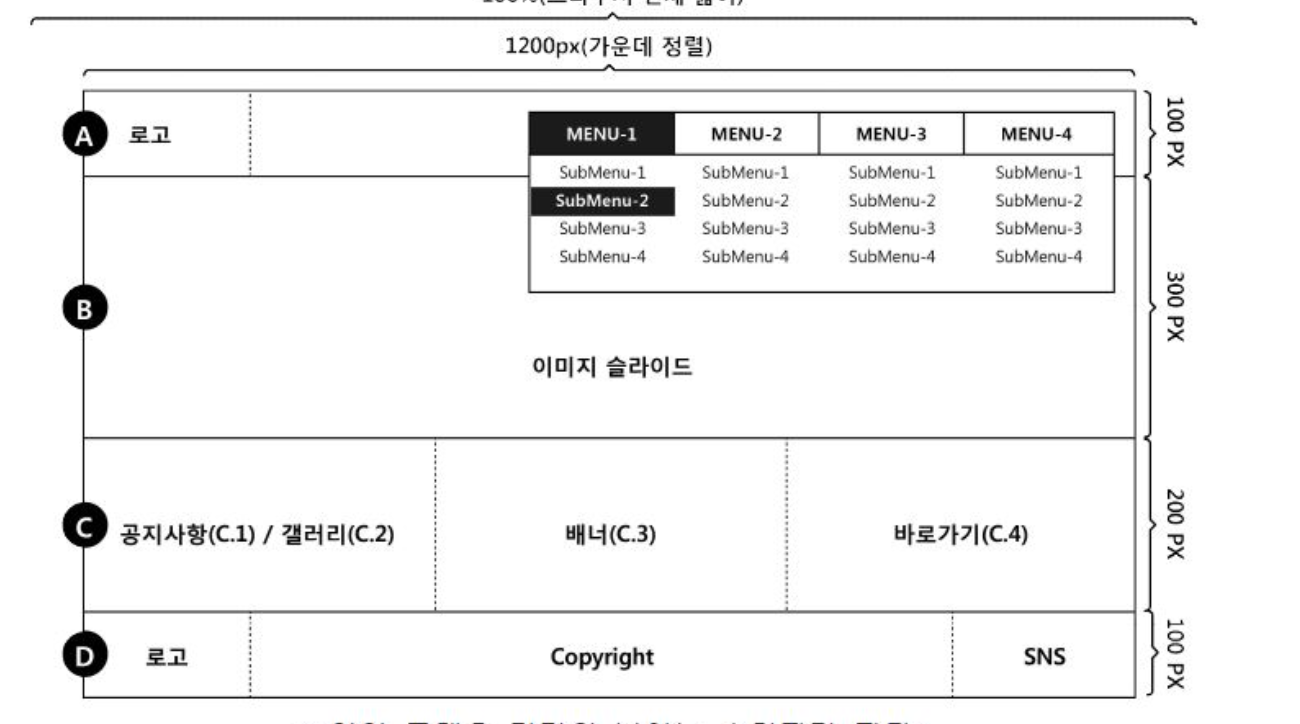 1200px(가운데 정렬)
A 로고 MENU-1 MENU-2 MENU-3 MENU-4 100 PX
SubMenu-1 SubMenu-1 SubMenu-1 SubMenu-1
SubMenu-2 SubMenu-2 SubMenu-2 SubMenu-2
SubMenu-3 SubMenu-3 SubMenu-3 SubMenu-3
SubMenu-4 SubMenu-4 SubMenu-4 SubMenu-4
B 300 PX
이미지 슬라이드
C 공지사항(C.1) / 갤러리(C.2) 배너(C.3) 바로가기(C.4) 200 PX
D 로고 Copyright SNS 100 PX